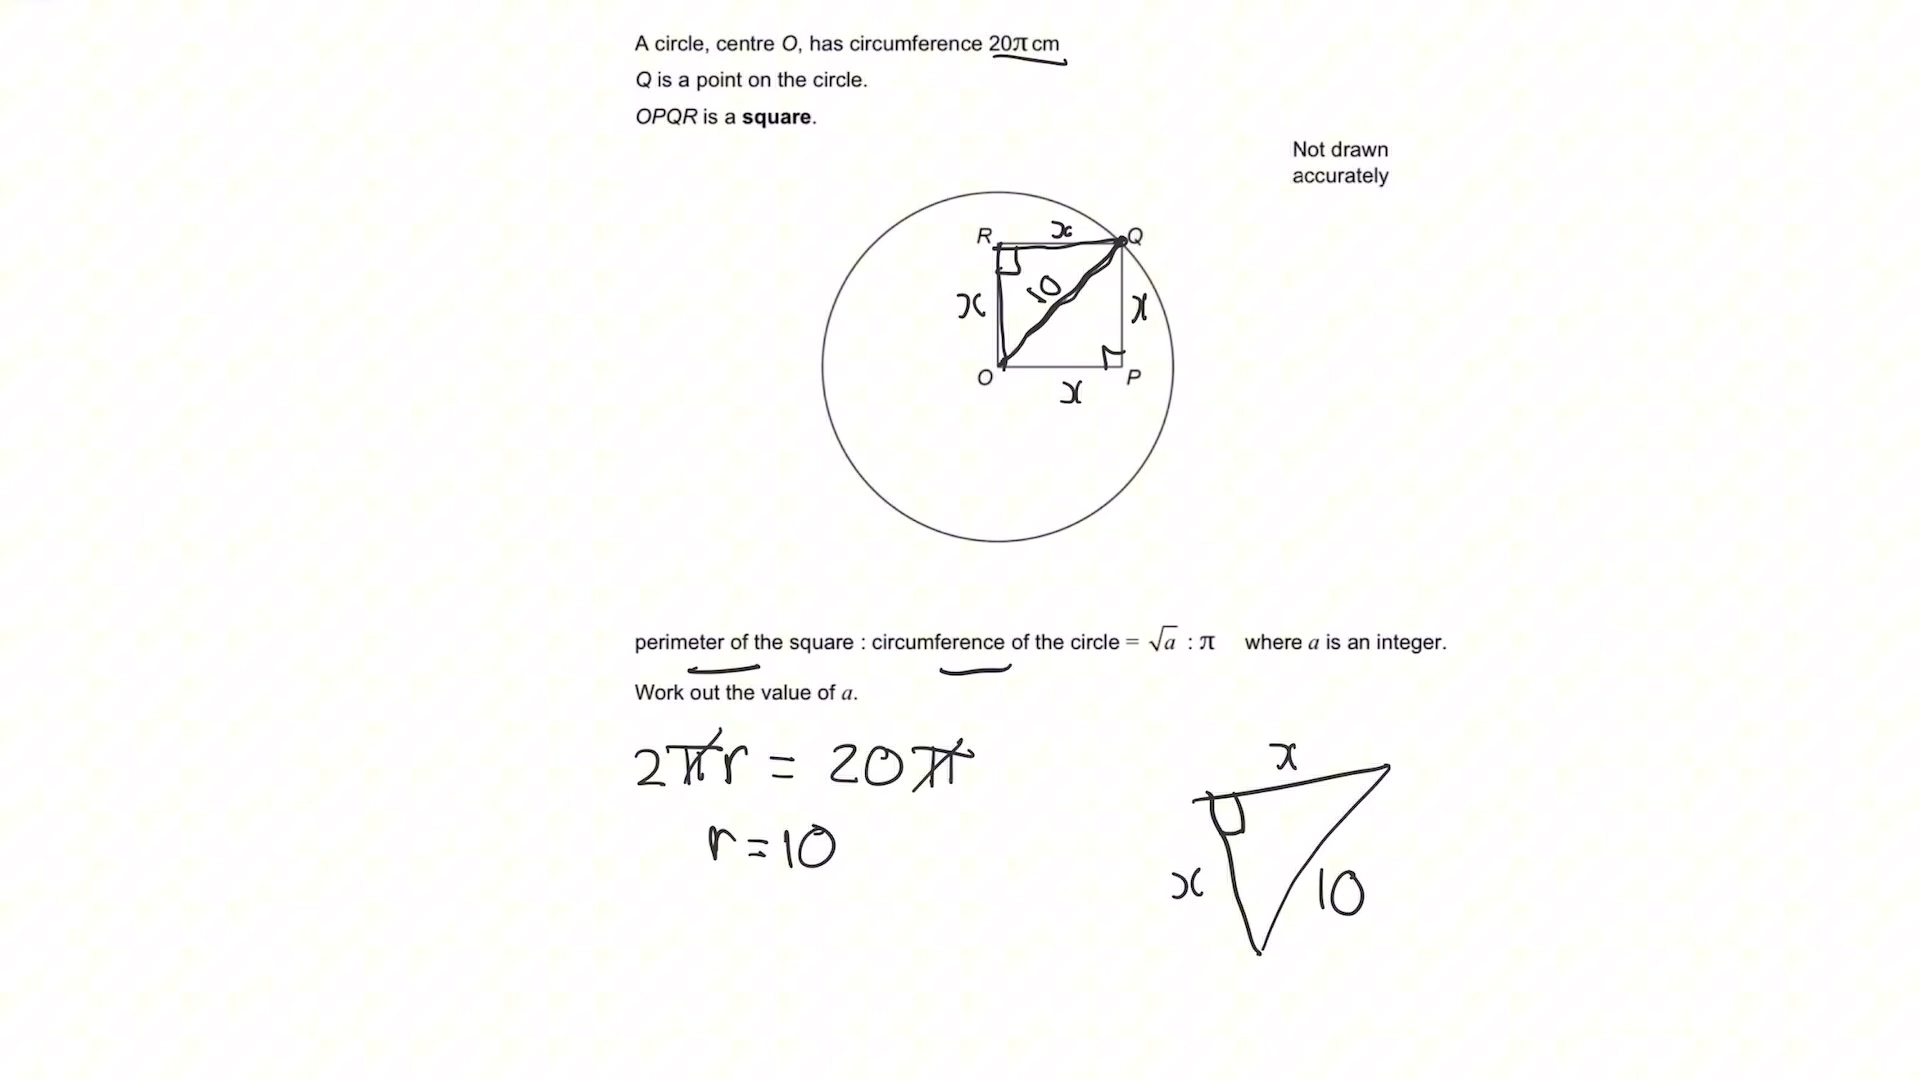 A circle, centre O, has circumference 20π cm
Q is a point on the circle.
OPQR is a square.
Not drawn
accurately
R x Q
10
x x
O P
x
perimeter of the square : circumference of the circle = √a : π where a is an integer.
Work out the value of a.
2πr = 20π
r = 10
x
x 10